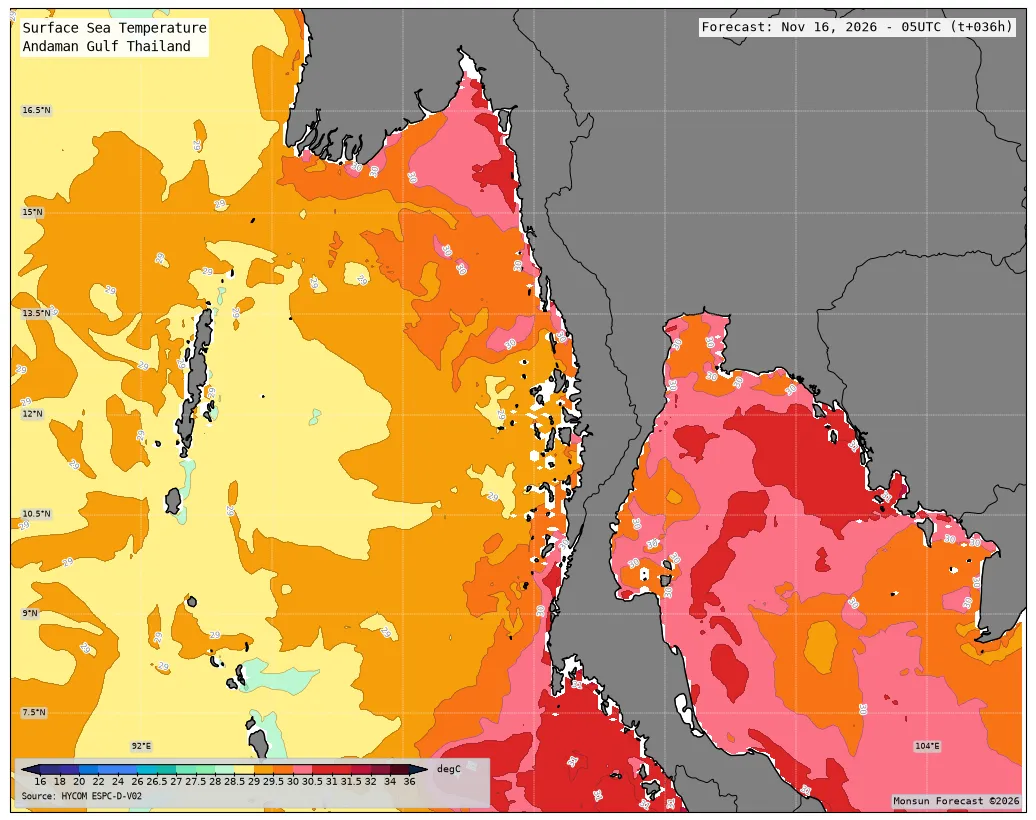 Surface Sea Temperature
Andaman Gulf Thailand
Forecast: Nov 16, 2026 - 05UTC (t+036h)
16.5°N
15°N
13.5°N
12°N
10.5°N
9°N
7.5°N
92°E
104°E
degC
16 18 20 22 24 26 26.5 27 27.5 28 28.5 29 29.5 30 30.5 31 31.5 32 34 36
Source: HYCOM ESPC-D-V02
Monsun Forecast ©2026